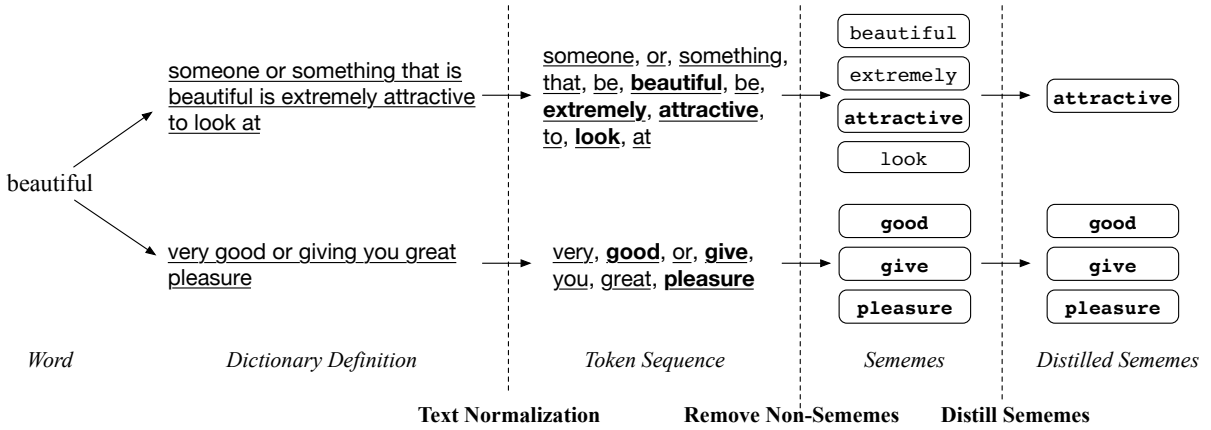 beautiful
someone or something that is
beautiful is extremely attractive
to look at
someone, or, something,
that, be, beautiful, be,
extremely, attractive,
to, look, at
beautiful
extremely
attractive
look
attractive
very good or giving you great
pleasure
very, good, or, give,
you, great, pleasure
good
give
pleasure
good
give
pleasure
Word
Dictionary Definition
Token Sequence
Sememes
Distilled Sememes
Text Normalization
Remove Non-Sememes
Distill Sememes